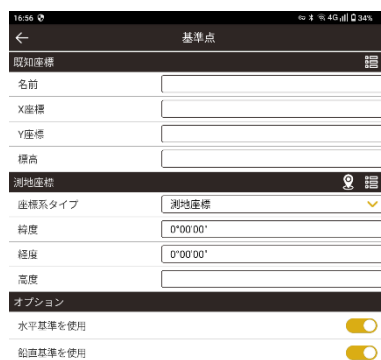 16:56 4G 34%
基準点
既知座標
名前
X座標
Y座標
標高
測地座標
座標系タイプ 測地座標
緯度 0°00'00"
経度 0°00'00"
高度
オプション
水平基準を使用
鉛直基準を使用